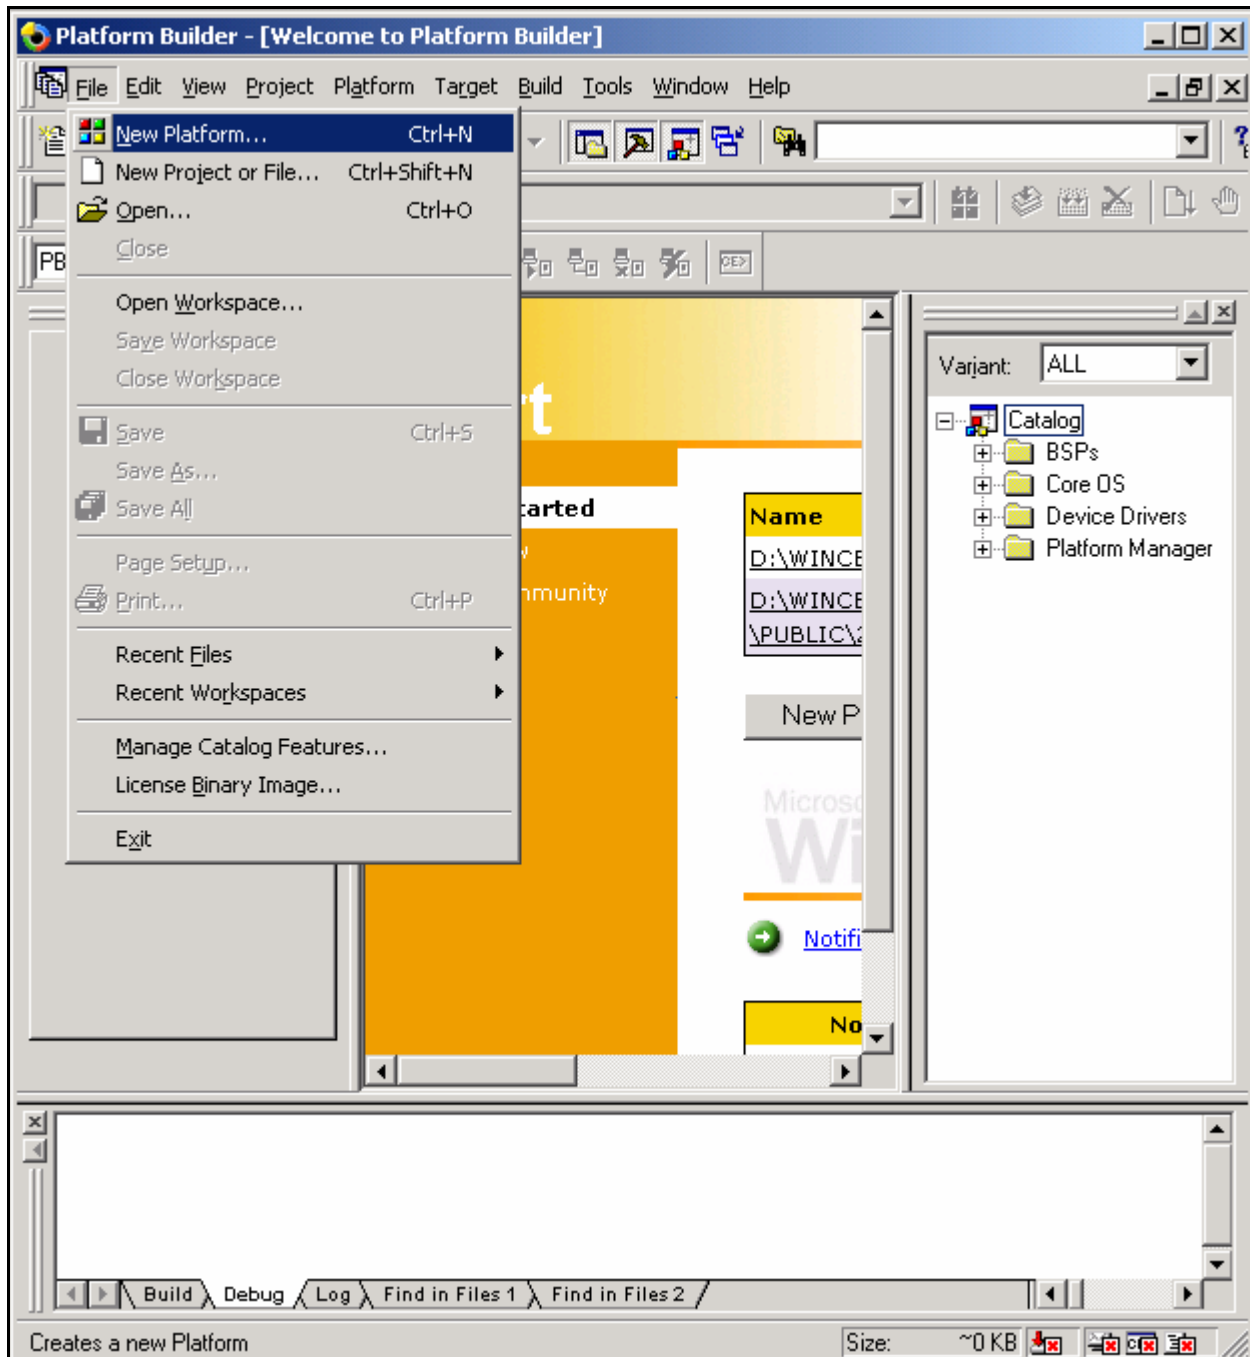 Platform Builder - [Welcome to Platform Builder]
File Edit View Project Platform Target Build Tools Window Help
New Platform... Ctrl+N
New Project or File... Ctrl+Shift+N
Open... Ctrl+O
Close
PB
Open Workspace...
Save Workspace
Close Workspace
Save Ctrl+S
Save As...
Save All
Page Setup...
Print... Ctrl+P
Recent Files
Recent Workspaces
Manage Catalog Features...
License Binary Image...
Exit
rt
tarted
w
mmunity
Name
D:\WINCE
D:\WINCE
\PUBLIC\2
New P
Microso
Wi
Notifi
No
Variant: ALL
Catalog
BSPs
Core OS
Device Drivers
Platform Manager
Build Debug Log Find in Files 1 Find in Files 2
Creates a new Platform Size: ~0 KB